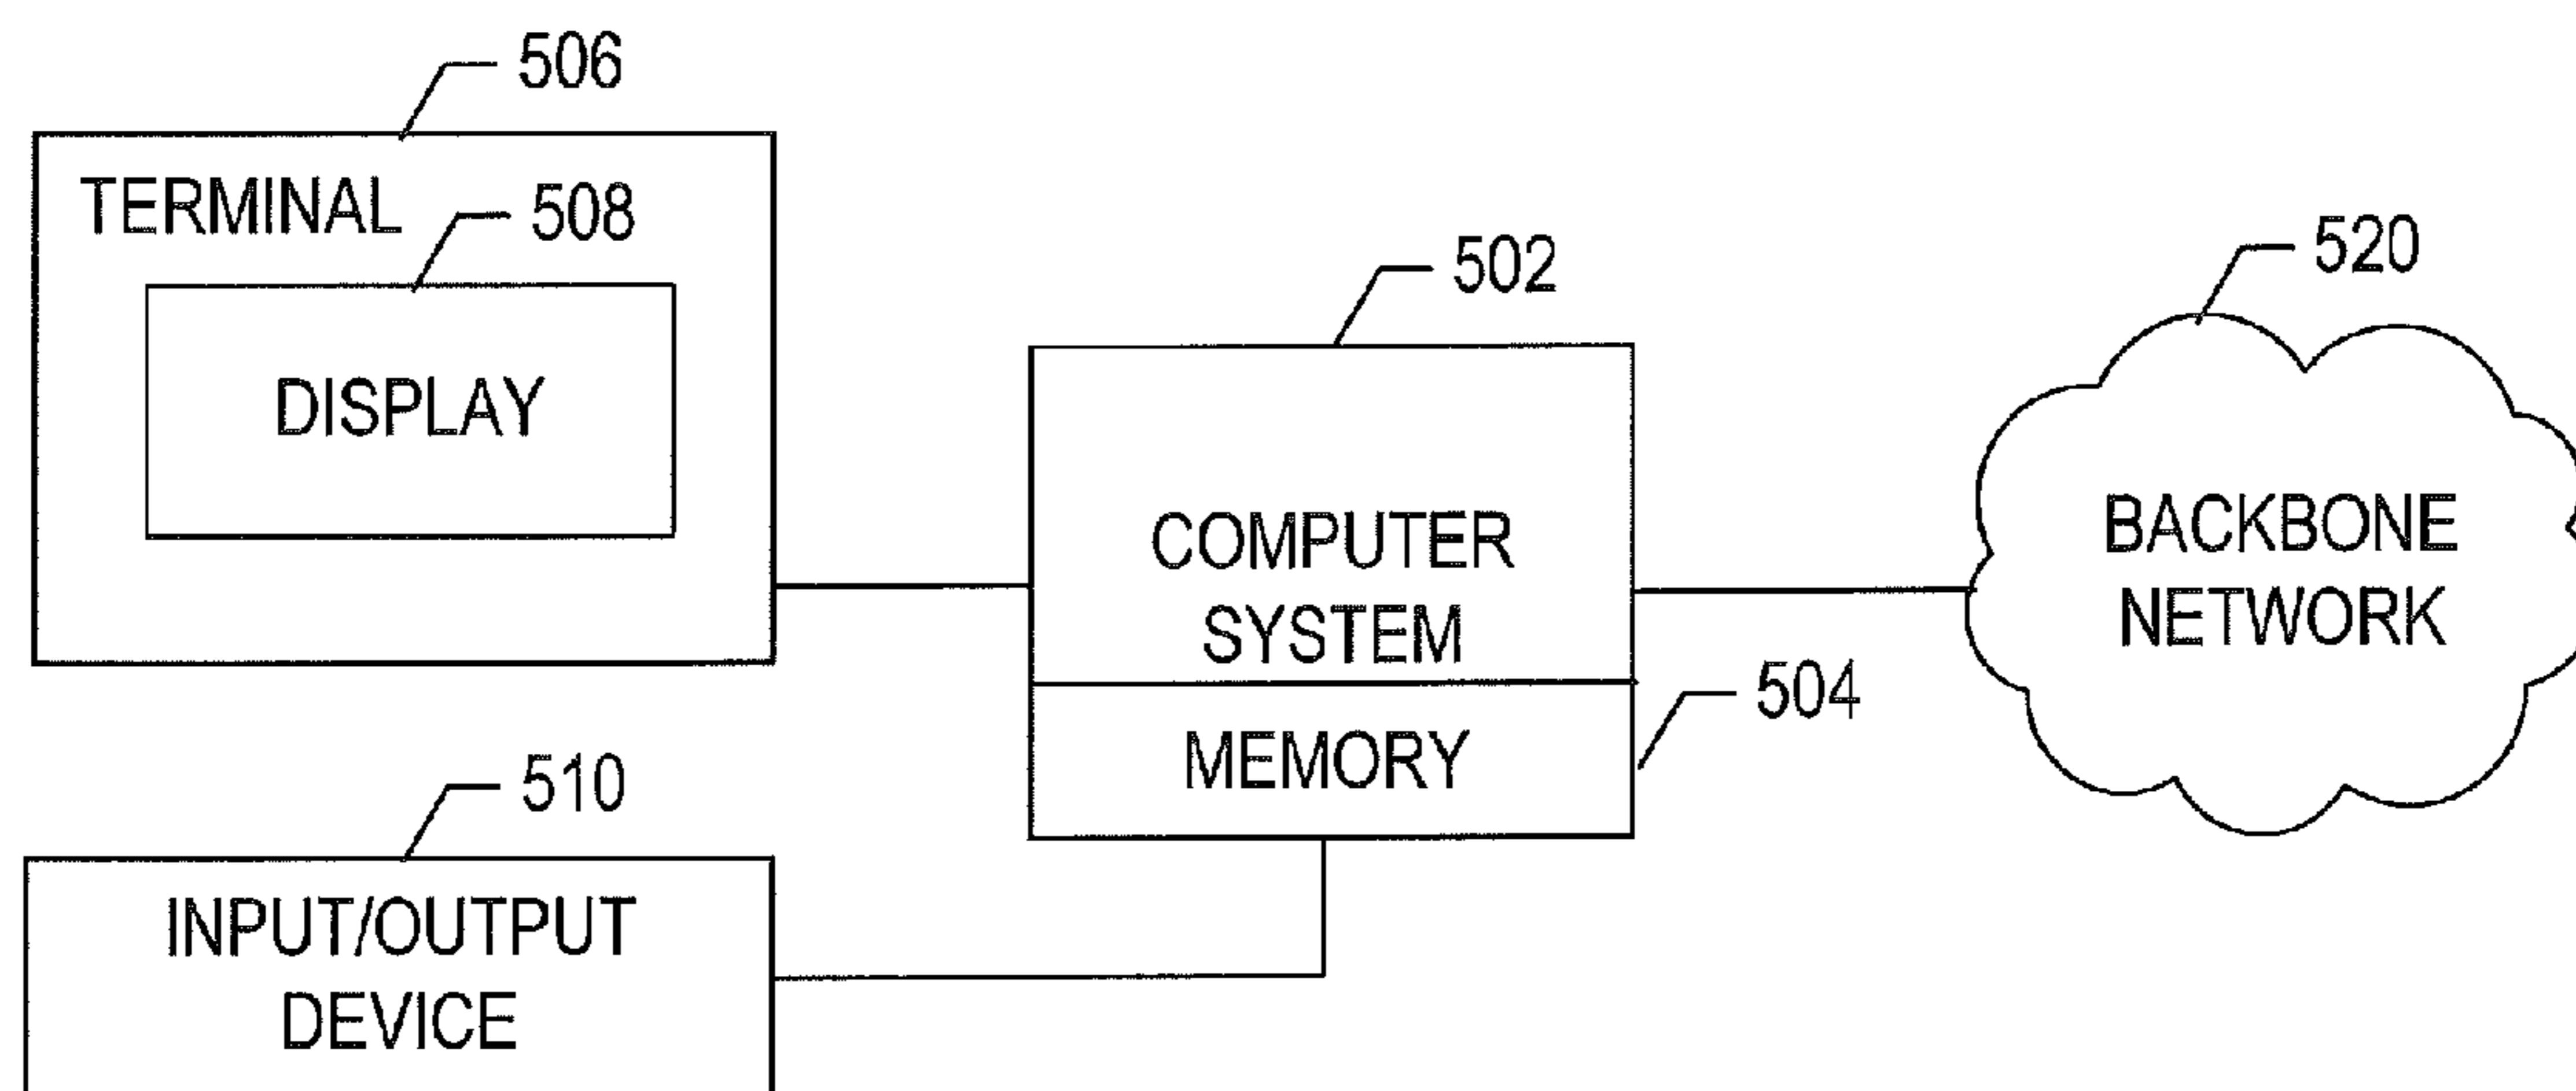 506
TERMINAL
508
DISPLAY
502
COMPUTER
SYSTEM
504
MEMORY
520
BACKBONE
NETWORK
510
INPUT/OUTPUT
DEVICE